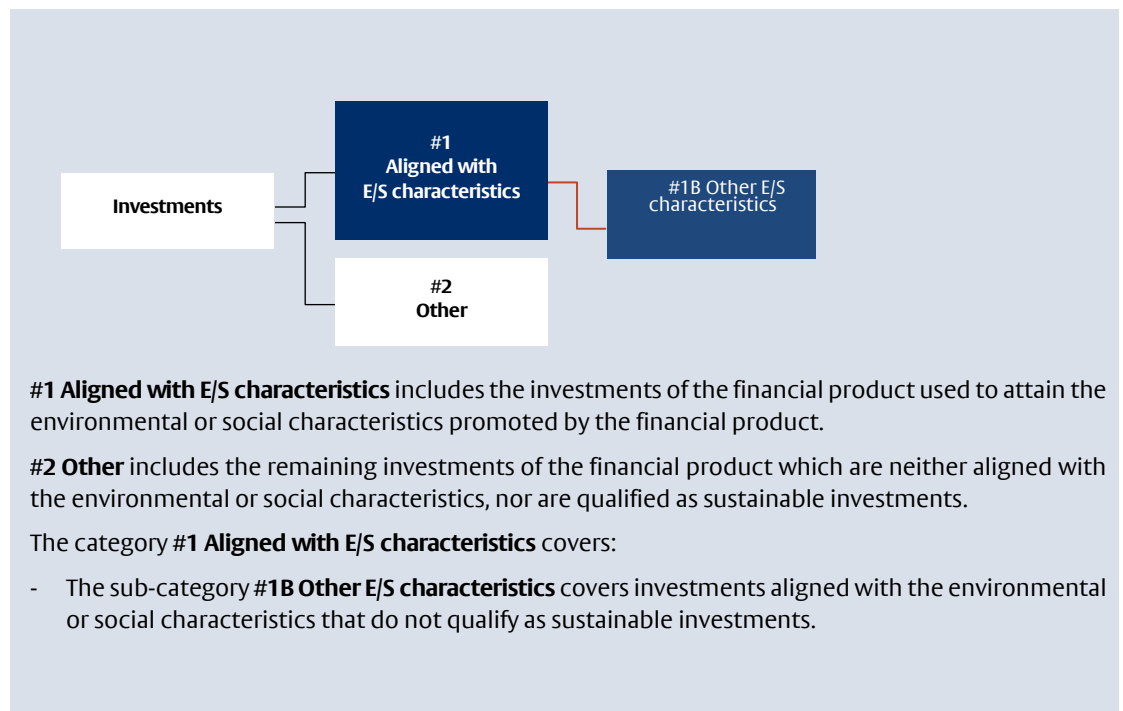 #1
Aligned with
E/S characteristics
#1B Other E/S
characteristics
Investments
#2
Other
#1 Aligned with E/S characteristics includes the investments of the financial product used to attain the
environmental or social characteristics promoted by the financial product.
#2 Other includes the remaining investments of the financial product which are neither aligned with
the environmental or social characteristics, nor are qualified as sustainable investments.
The category #1 Aligned with E/S characteristics covers:
- The sub-category #1B Other E/S characteristics covers investments aligned with the environmental
or social characteristics that do not qualify as sustainable investments.